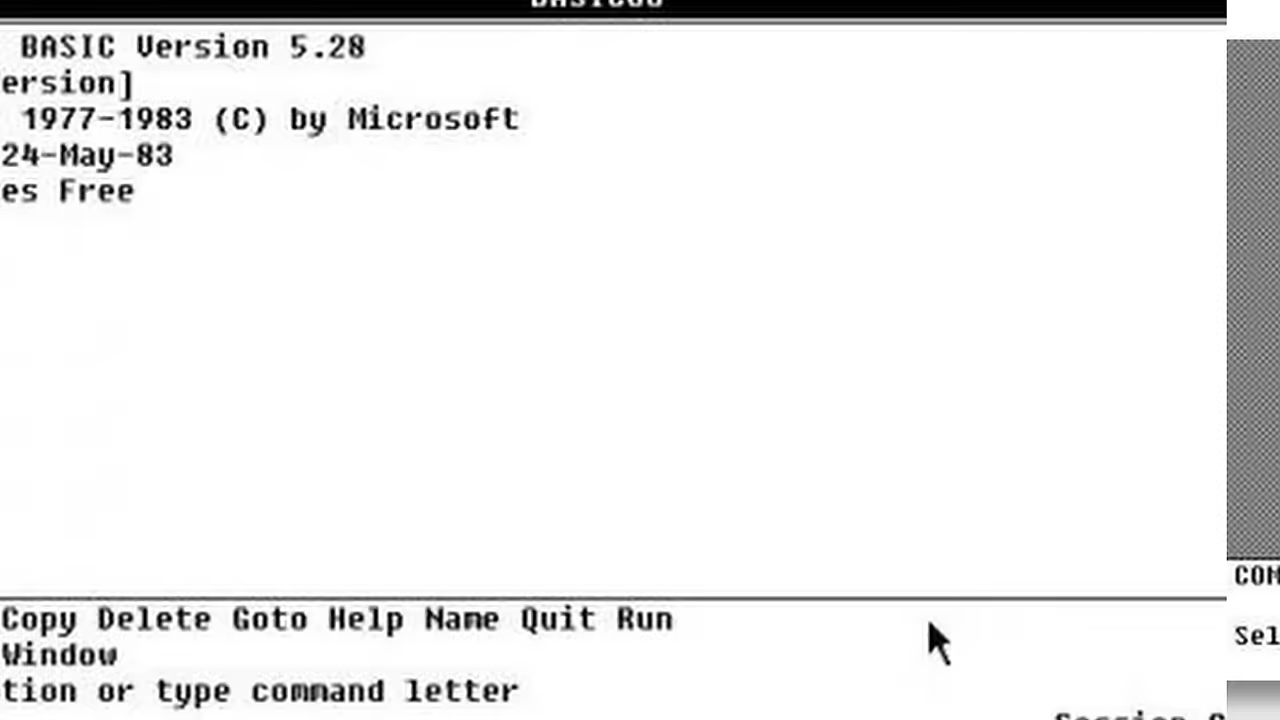 BASIC Version 5.28
ersion]
1977-1983 (C) by Microsoft
24-May-83
es Free
Copy Delete Goto Help Name Quit Run
Window
tion or type command letter
COM
Sel